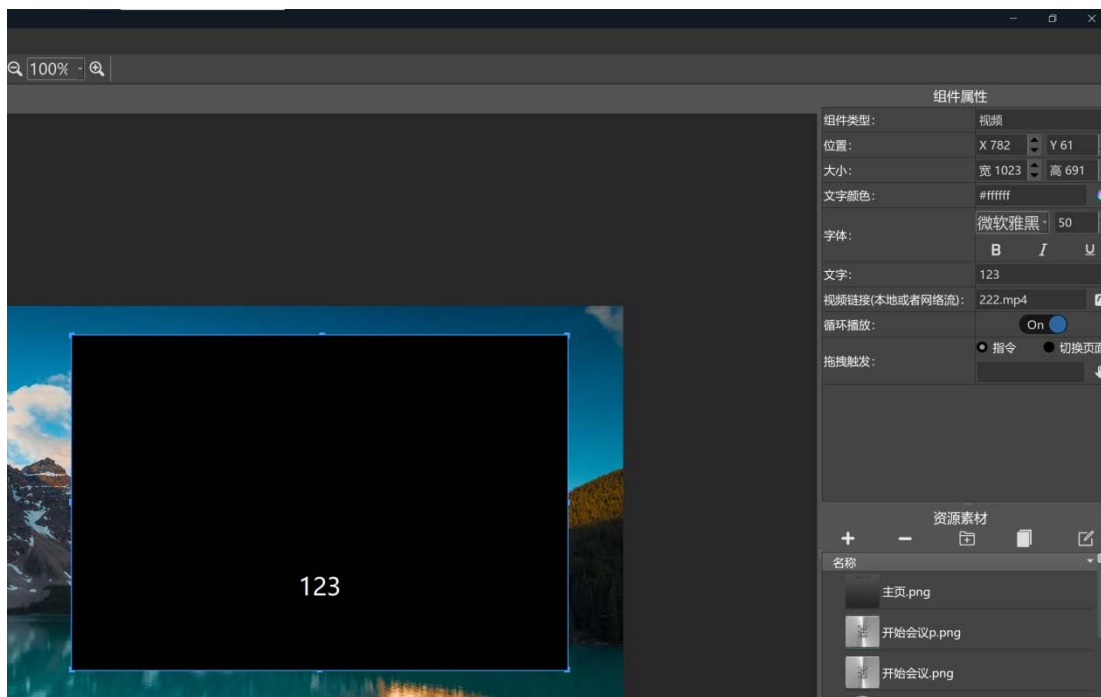 100%
组件属性
组件类型: 视频
位置: X 782 Y 61
大小: 宽 1023 高 691
文字颜色: #ffffff
字体: 微软雅黑 50
B I U
文字: 123
视频链接(本地或者网络流): 222.mp4
循环播放: On
拖拽触发: 指令 切换页面
123
资源素材
名称
主页.png
开始会议p.png
开始会议.png